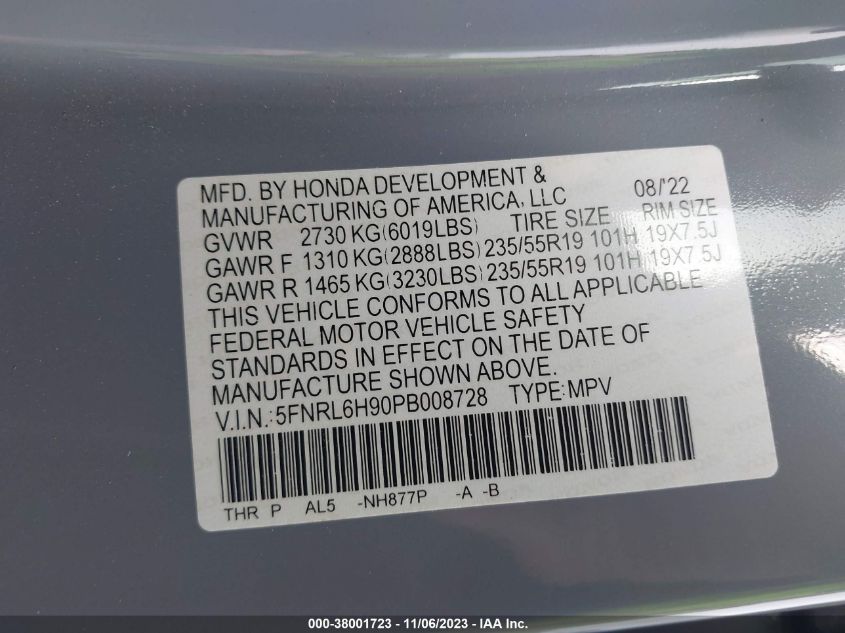 MFD. BY HONDA DEVELOPMENT & 08/'22
MANUFACTURING OF AMERICA, LLC
GVWR 2730 KG(6019LBS) TIRE SIZE RIM SIZE
GAWR F 1310 KG(2888LBS) 235/55R19 101H 19X7.5J
GAWR R 1465 KG(3230LBS) 235/55R19 101H 19X7.5J
THIS VEHICLE CONFORMS TO ALL APPLICABLE
FEDERAL MOTOR VEHICLE SAFETY
STANDARDS IN EFFECT ON THE DATE OF
MANUFACTURE SHOWN ABOVE.
V.I.N.:5FNRL6H90PB008728 TYPE:MPV
THR P AL5 -NH877P -A -B
000-38001723 - 11/06/2023 - IAA Inc.